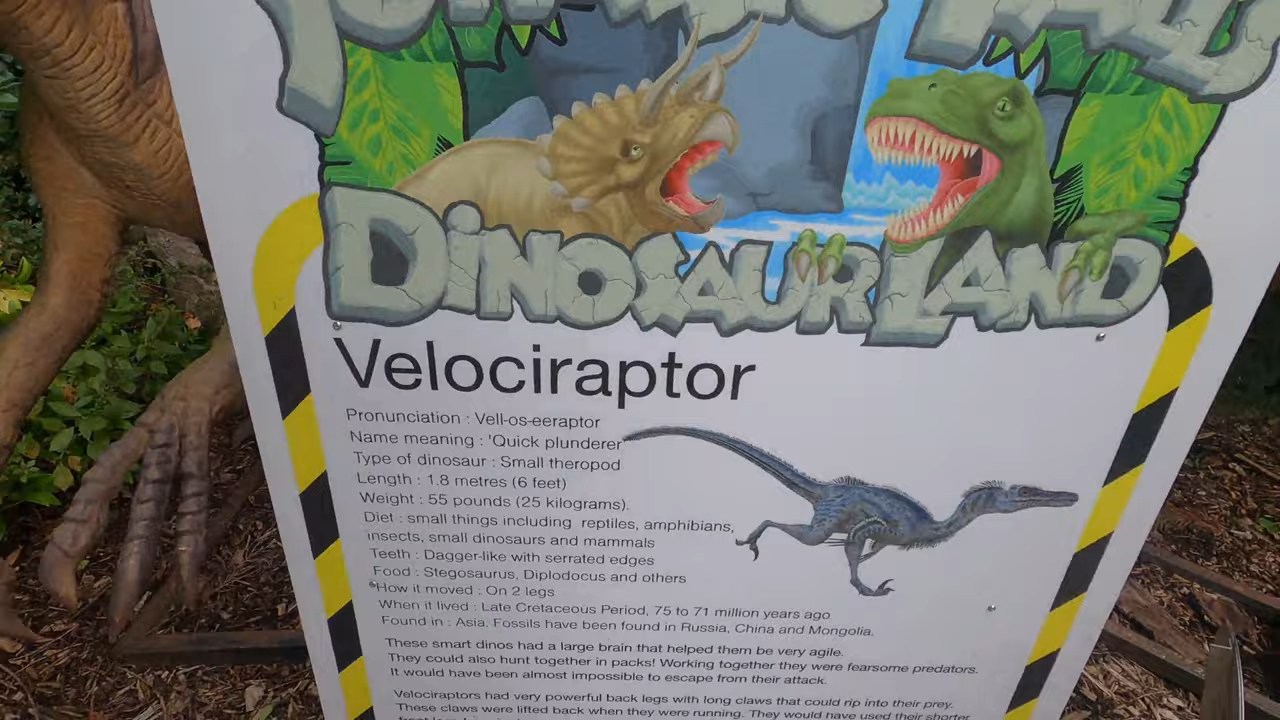 DINOSAUR LAND
Velociraptor
Pronunciation : Vell-os-eeraptor
Name meaning : 'Quick plunderer'
Type of dinosaur : Small theropod
Length : 1.8 metres (6 feet)
Weight : 55 pounds (25 kilograms).
Diet : small things including reptiles, amphibians,
insects, small dinosaurs and mammals
Teeth : Dagger-like with serrated edges
Food : Stegosaurus, Diplodocus and others
How it moved : On 2 legs
When it lived : Late Cretaceous Period, 75 to 71 million years ago
Found in : Asia. Fossils have been found in Russia, China and Mongolia.
These smart dinos had a large brain that helped them be very agile.
They could also hunt together in packs! Working together they were fearsome predators.
It would have been almost impossible to escape from their attack.
Velociraptors had very powerful back legs with long claws that could rip into their prey.
These claws were lifted back when they were running. They would have used their shorter